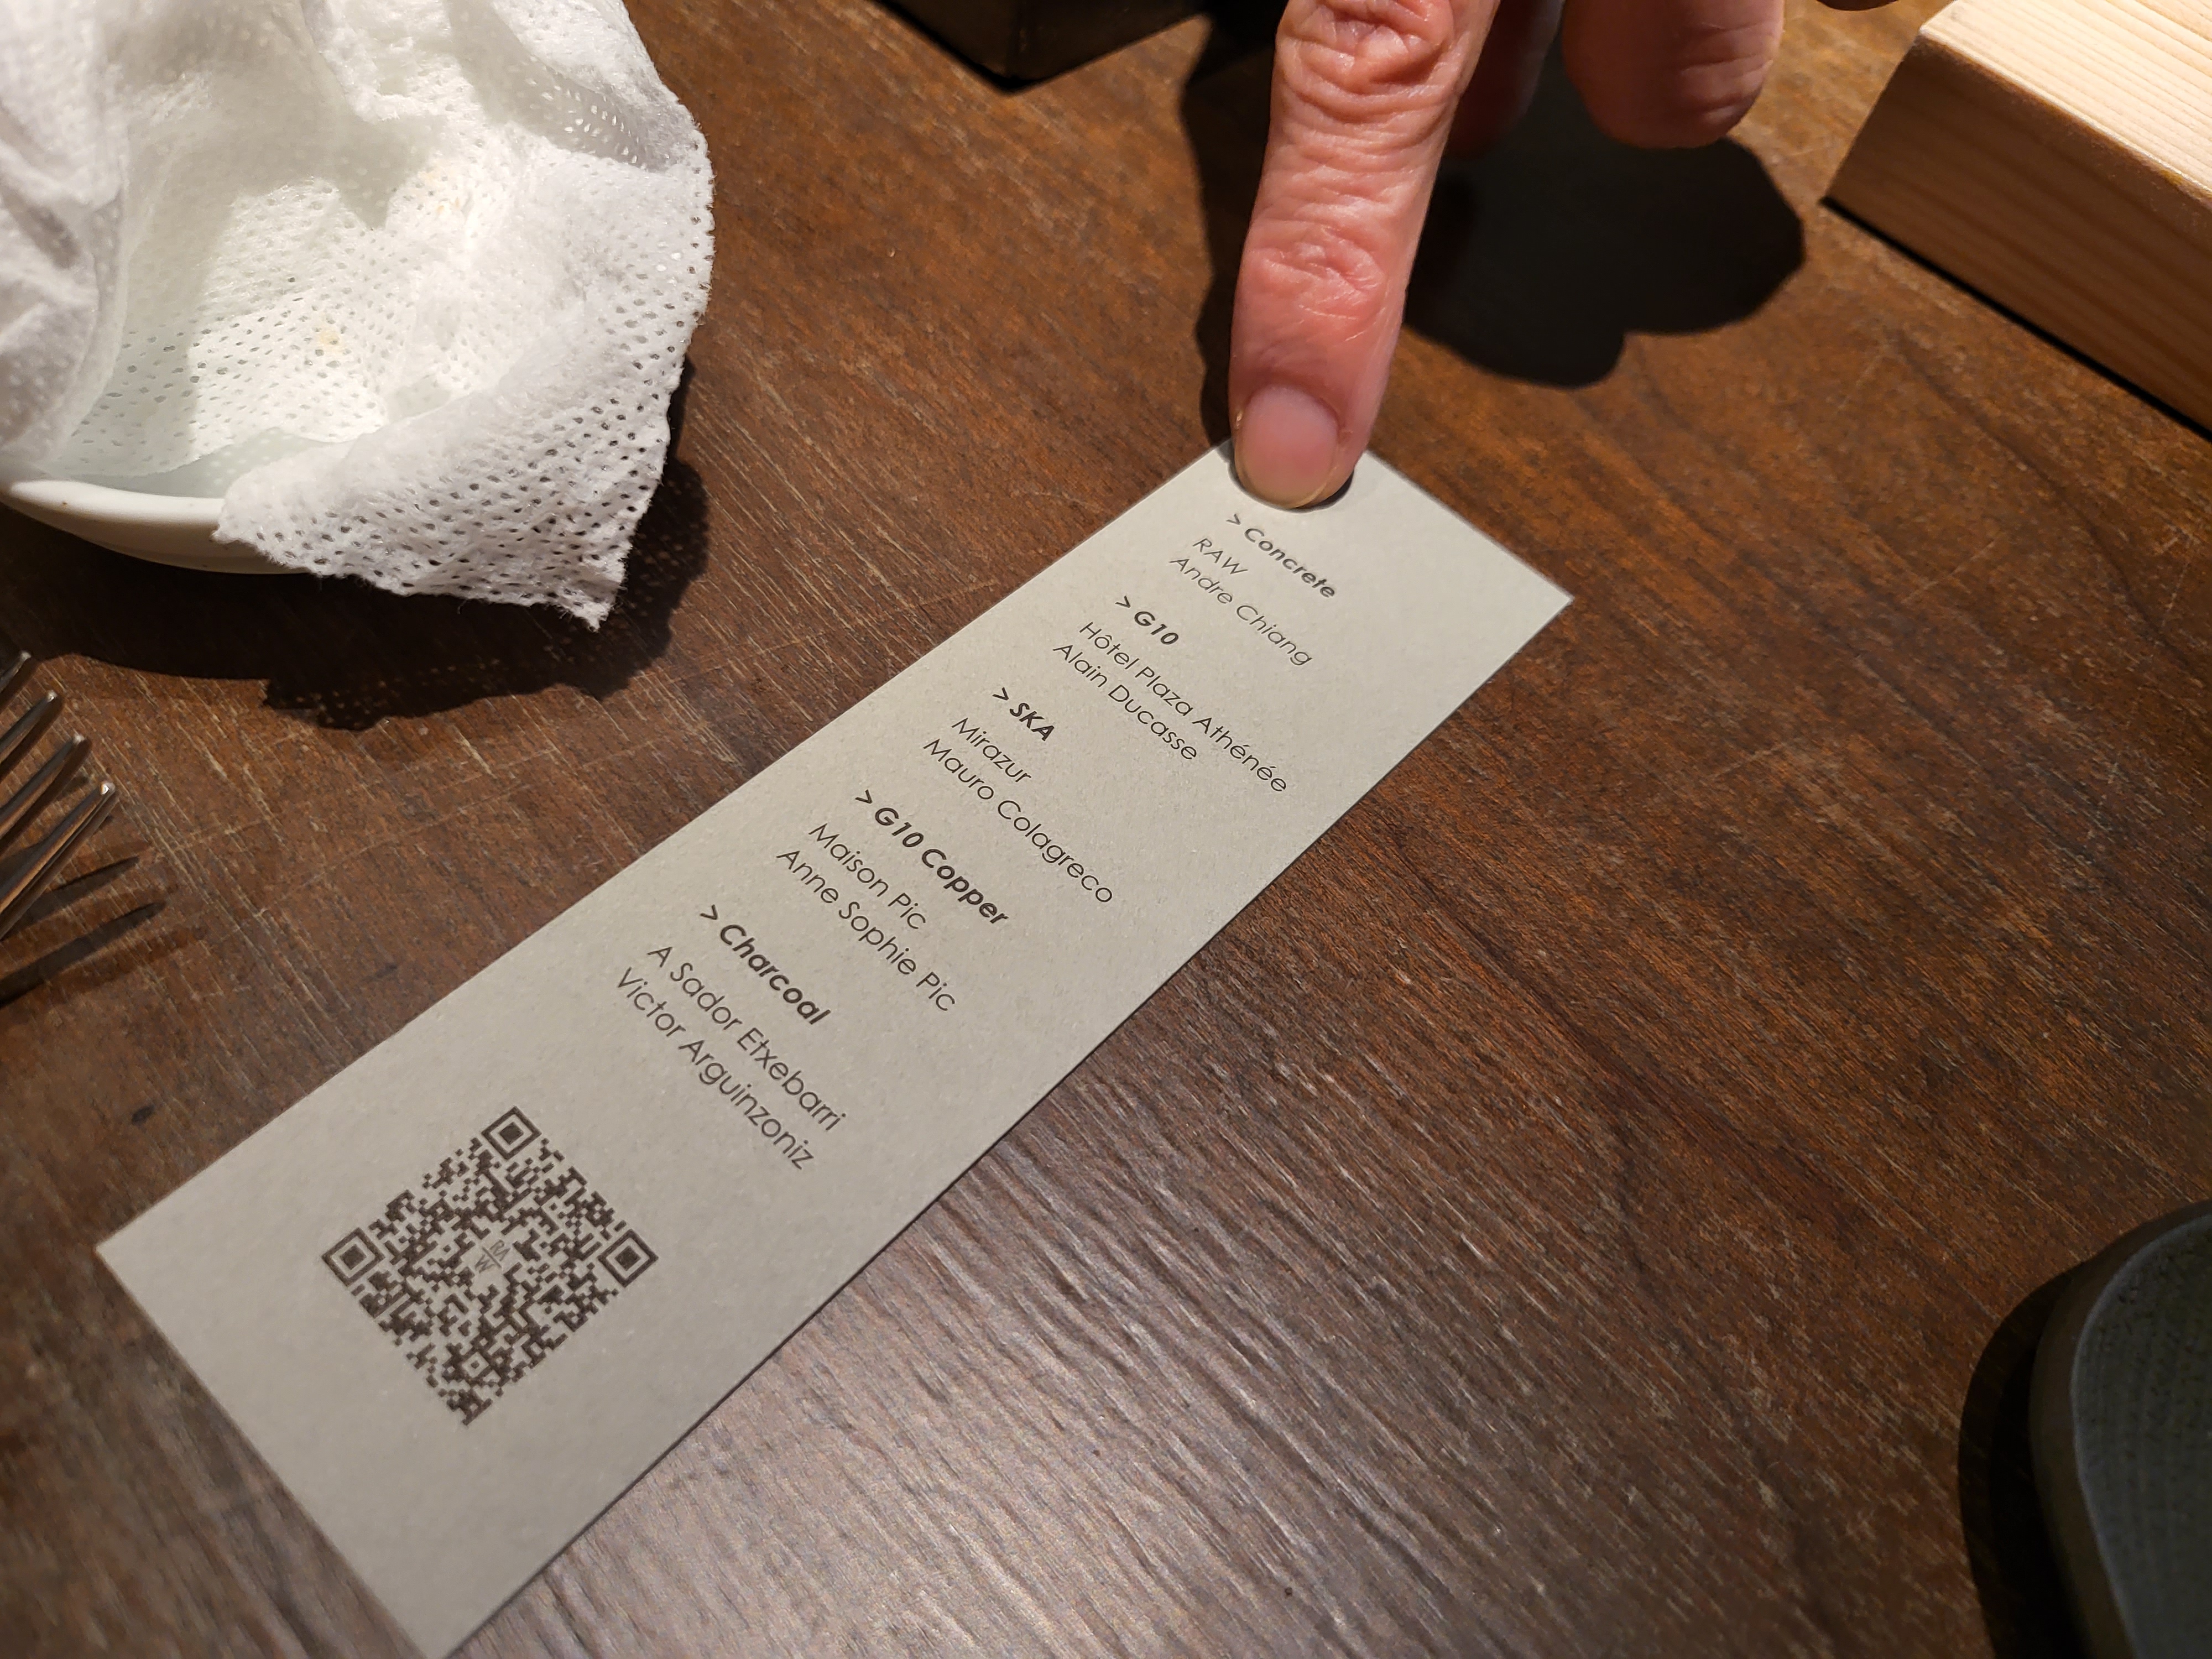 > Concrete
RAW
Andre Chiang
> G10
Hôtel Plaza Athénée
Alain Ducasse
> SKA
Mirazur
Mauro Colagreco
> G10 Copper
Maison Pic
Anne Sophie Pic
> Charcoal
A Sador Etxebarri
Victor Arguinzoniz
RA
W